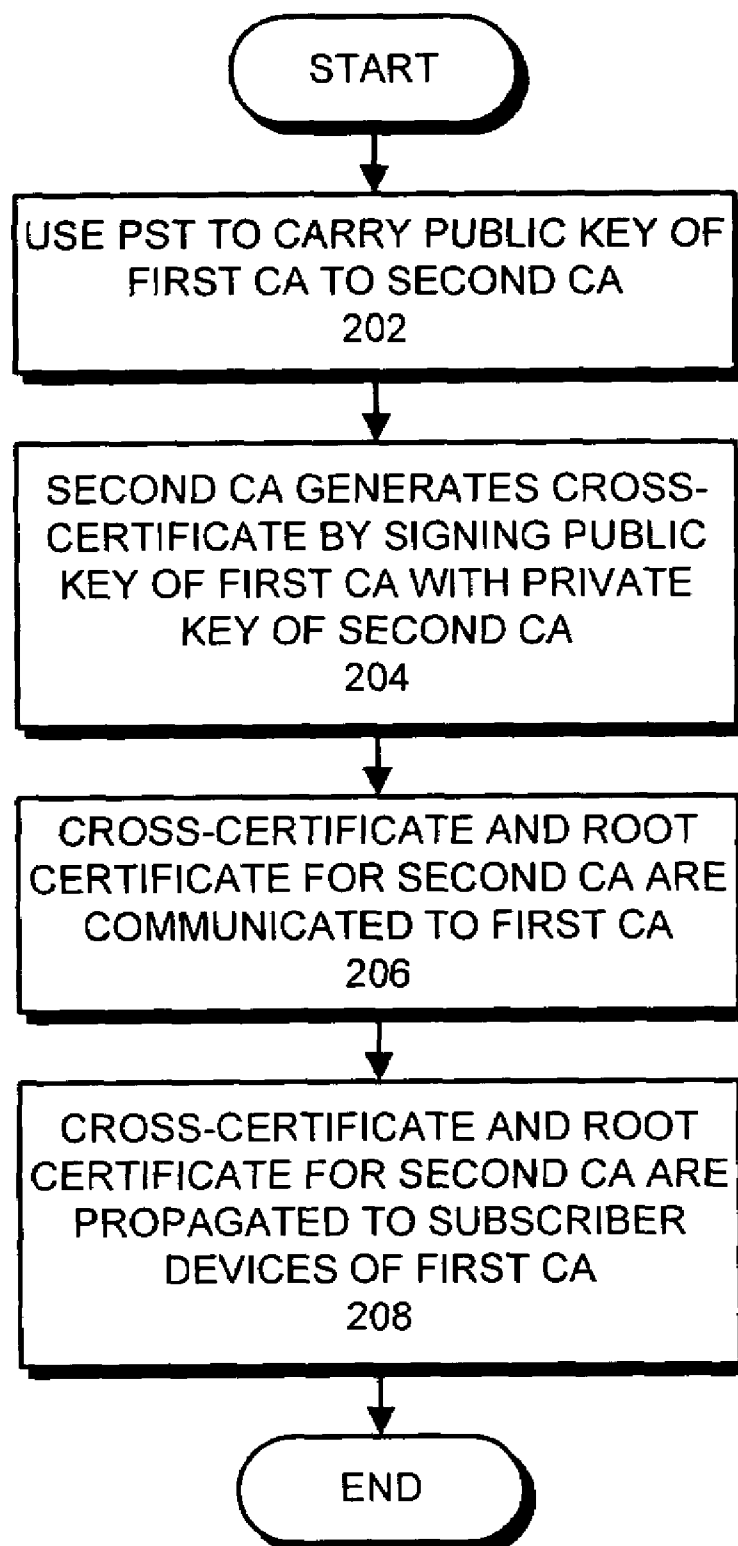 START
USE PST TO CARRY PUBLIC KEY OF
FIRST CA TO SECOND CA
202
SECOND CA GENERATES CROSS-
CERTIFICATE BY SIGNING PUBLIC
KEY OF FIRST CA WITH PRIVATE
KEY OF SECOND CA
204
CROSS-CERTIFICATE AND ROOT
CERTIFICATE FOR SECOND CA ARE
COMMUNICATED TO FIRST CA
206
CROSS-CERTIFICATE AND ROOT
CERTIFICATE FOR SECOND CA ARE
PROPAGATED TO SUBSCRIBER
DEVICES OF FIRST CA
208
END